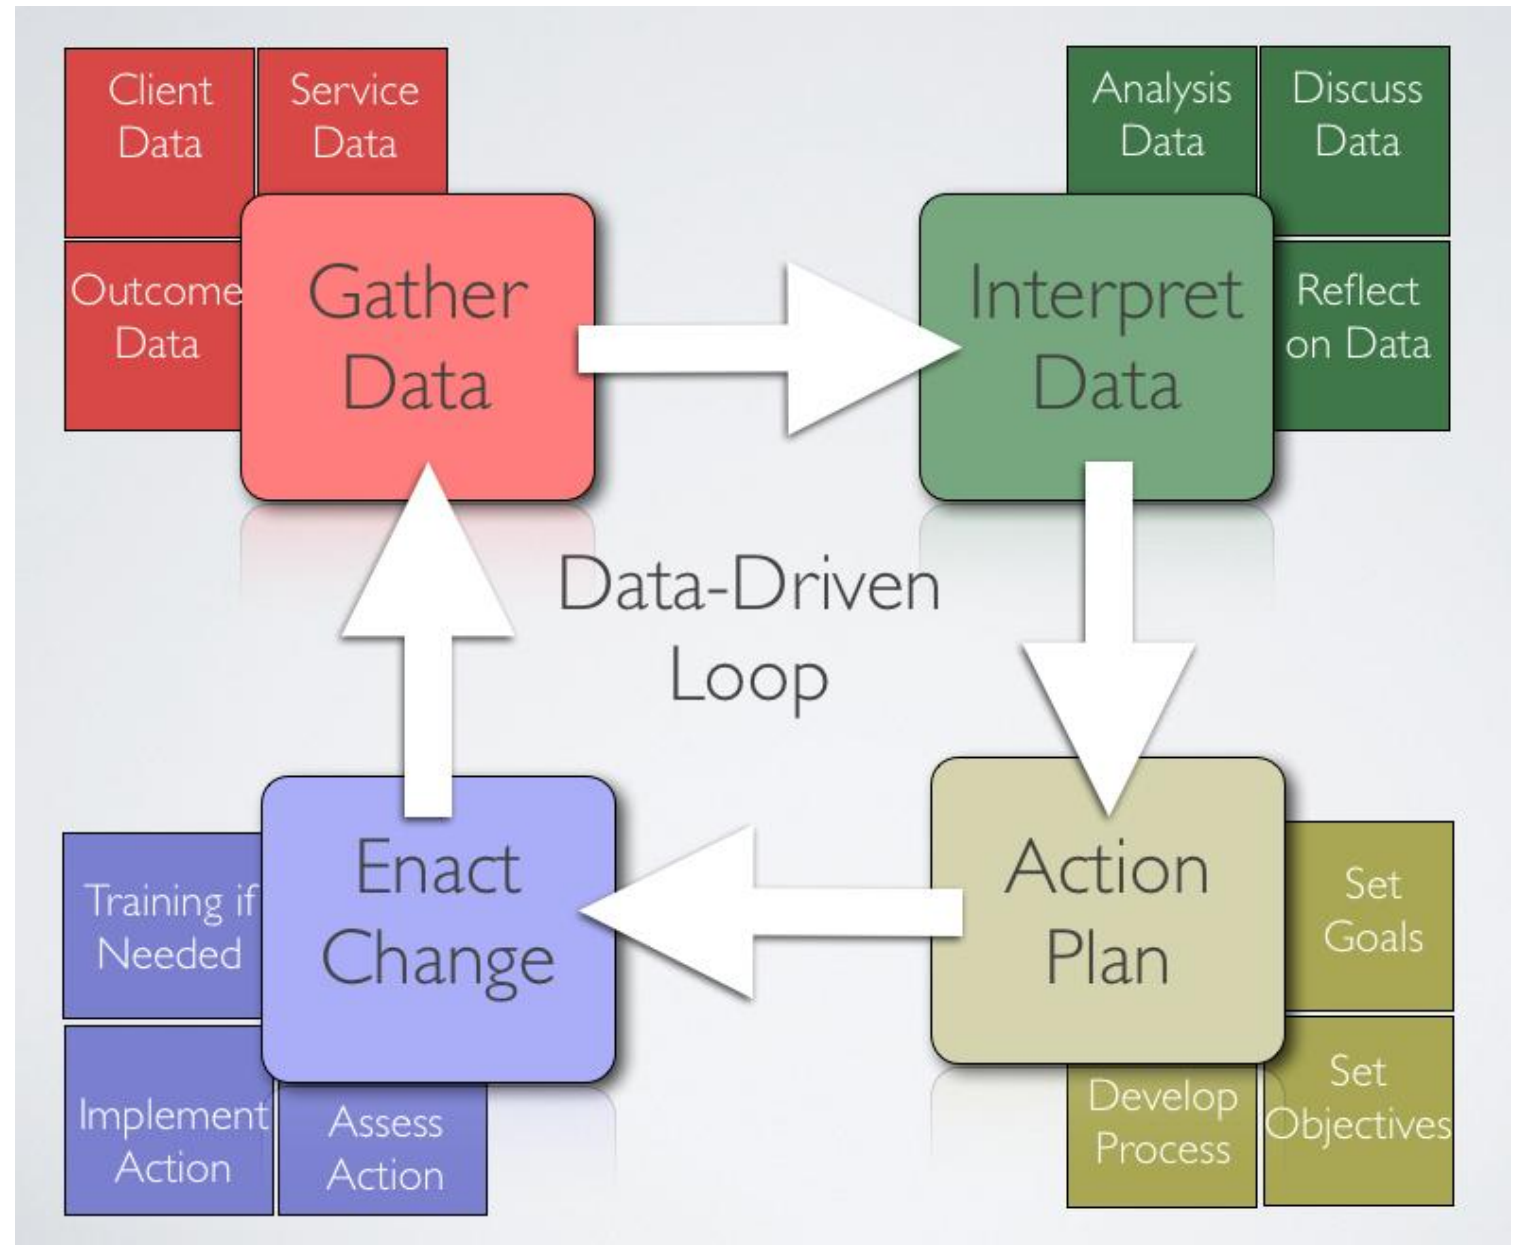 Client
Data
Service
Data
Outcome
Data
Gather
Data
Analysis
Data
Discuss
Data
Reflect
on Data
Interpret
Data
Data-Driven
Loop
Enact
Change
Training if
Needed
Implement
Action
Assess
Action
Action
Plan
Set
Goals
Set
Objectives
Develop
Process